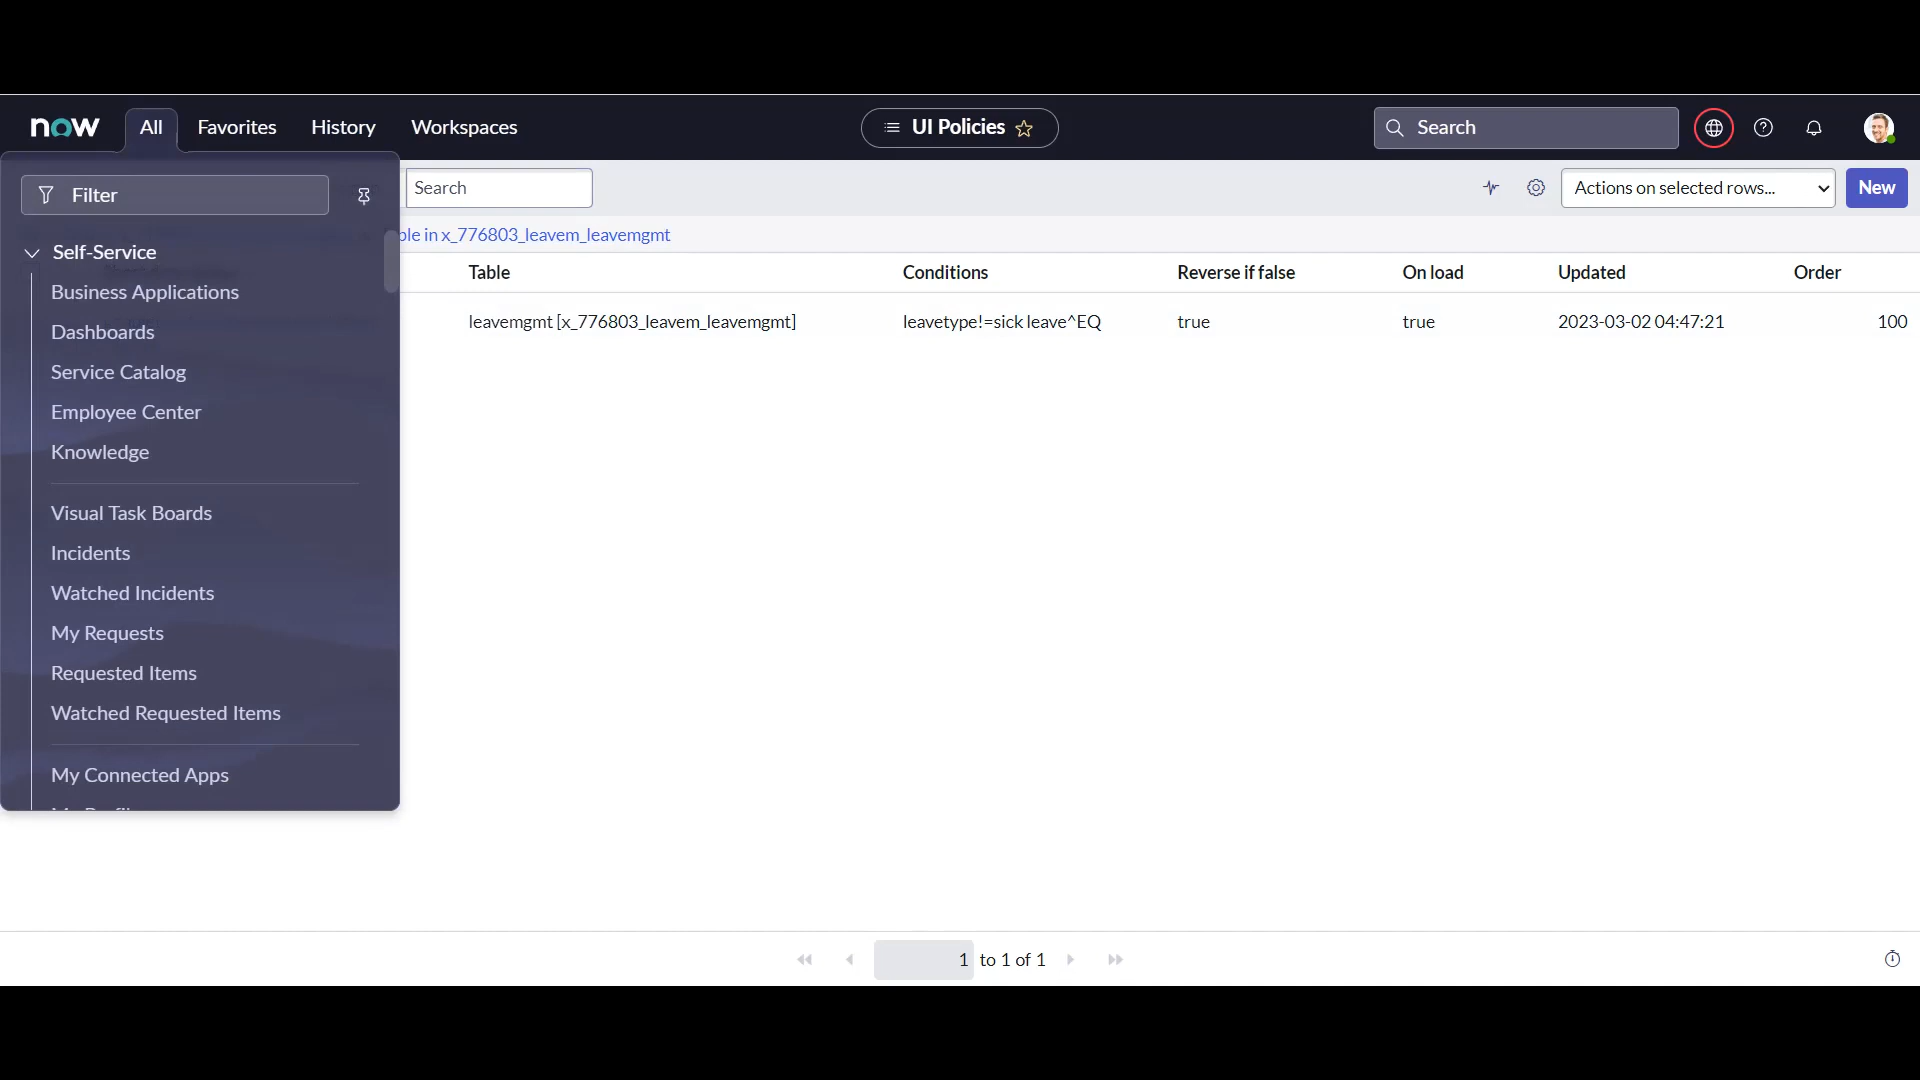 now All Favorites History Workspaces UI Policies Search
Filter Search Actions on selected rows... New
ble in x_776803_leavem_leavemgmt
Table Conditions Reverse if false On load Updated Order
leavemgmt [x_776803_leavem_leavemgmt] leavetype!=sick leave^EQ true true 2023-03-02 04:47:21 100
Self-Service
Business Applications
Dashboards
Service Catalog
Employee Center
Knowledge
Visual Task Boards
Incidents
Watched Incidents
My Requests
Requested Items
Watched Requested Items
My Connected Apps
1 to 1 of 1